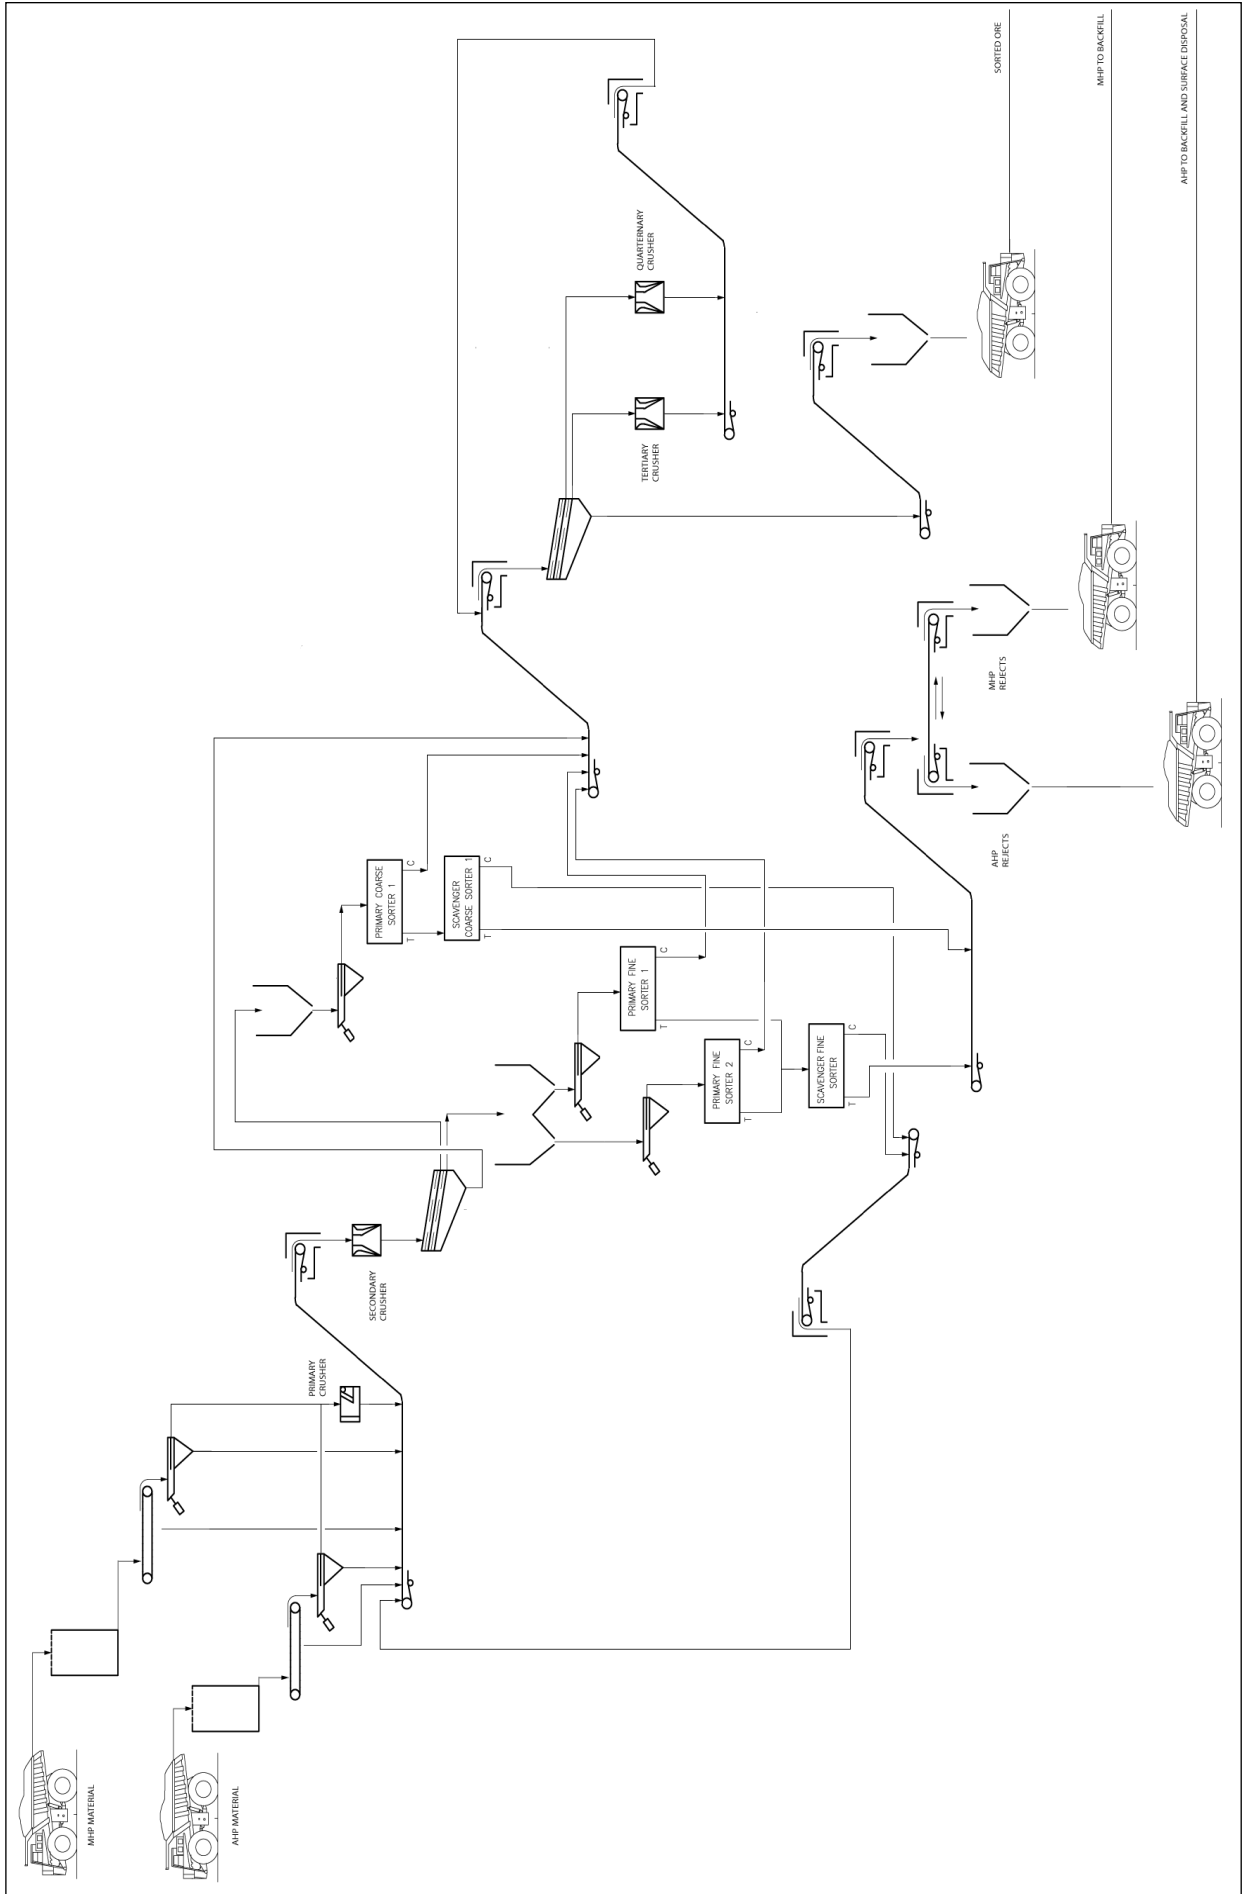 MHP MATERIAL
AHP MATERIAL
PRIMARY
CRUSHER
SECONDARY
CRUSHER
PRIMARY COARSE
SORTER 1
T
C
SCAVENGER
COARSE SORTER 1
T
C
PRIMARY FINE
SORTER 1
T
C
PRIMARY FINE
SORTER 2
T
C
SCAVENGER FINE
SORTER
T
C
TERTIARY
CRUSHER
QUARTERNARY
CRUSHER
AHP
REJECTS
MHP
REJECTS
SORTED ORE
MHP TO BACKFILL
AHP TO BACKFILL AND SURFACE DISPOSAL